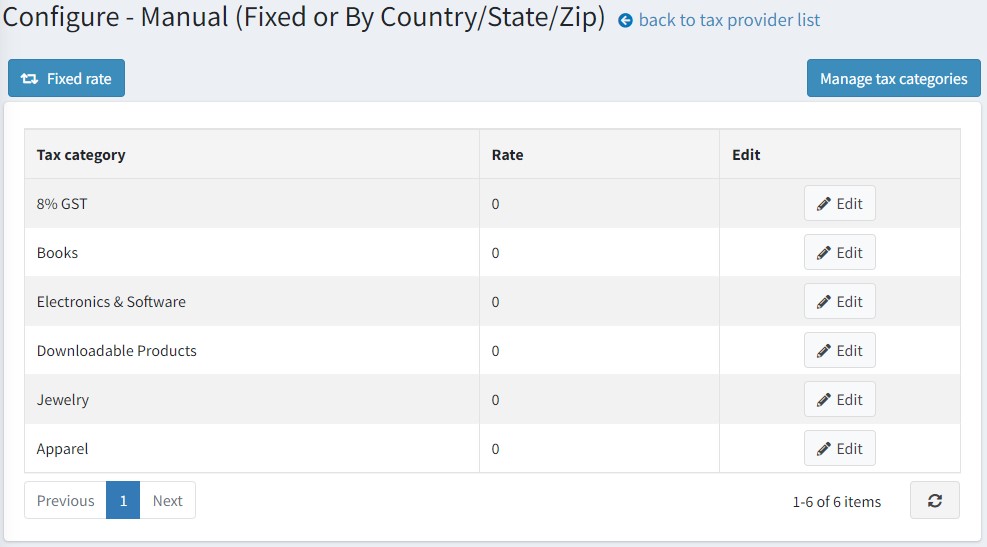 Configure - Manual (Fixed or By Country/State/Zip) back to tax provider list
Fixed rate Manage tax categories
Tax category Rate Edit
8% GST 0 Edit
Books 0 Edit
Electronics & Software 0 Edit
Downloadable Products 0 Edit
Jewelry 0 Edit
Apparel 0 Edit
Previous 1 Next 1-6 of 6 items